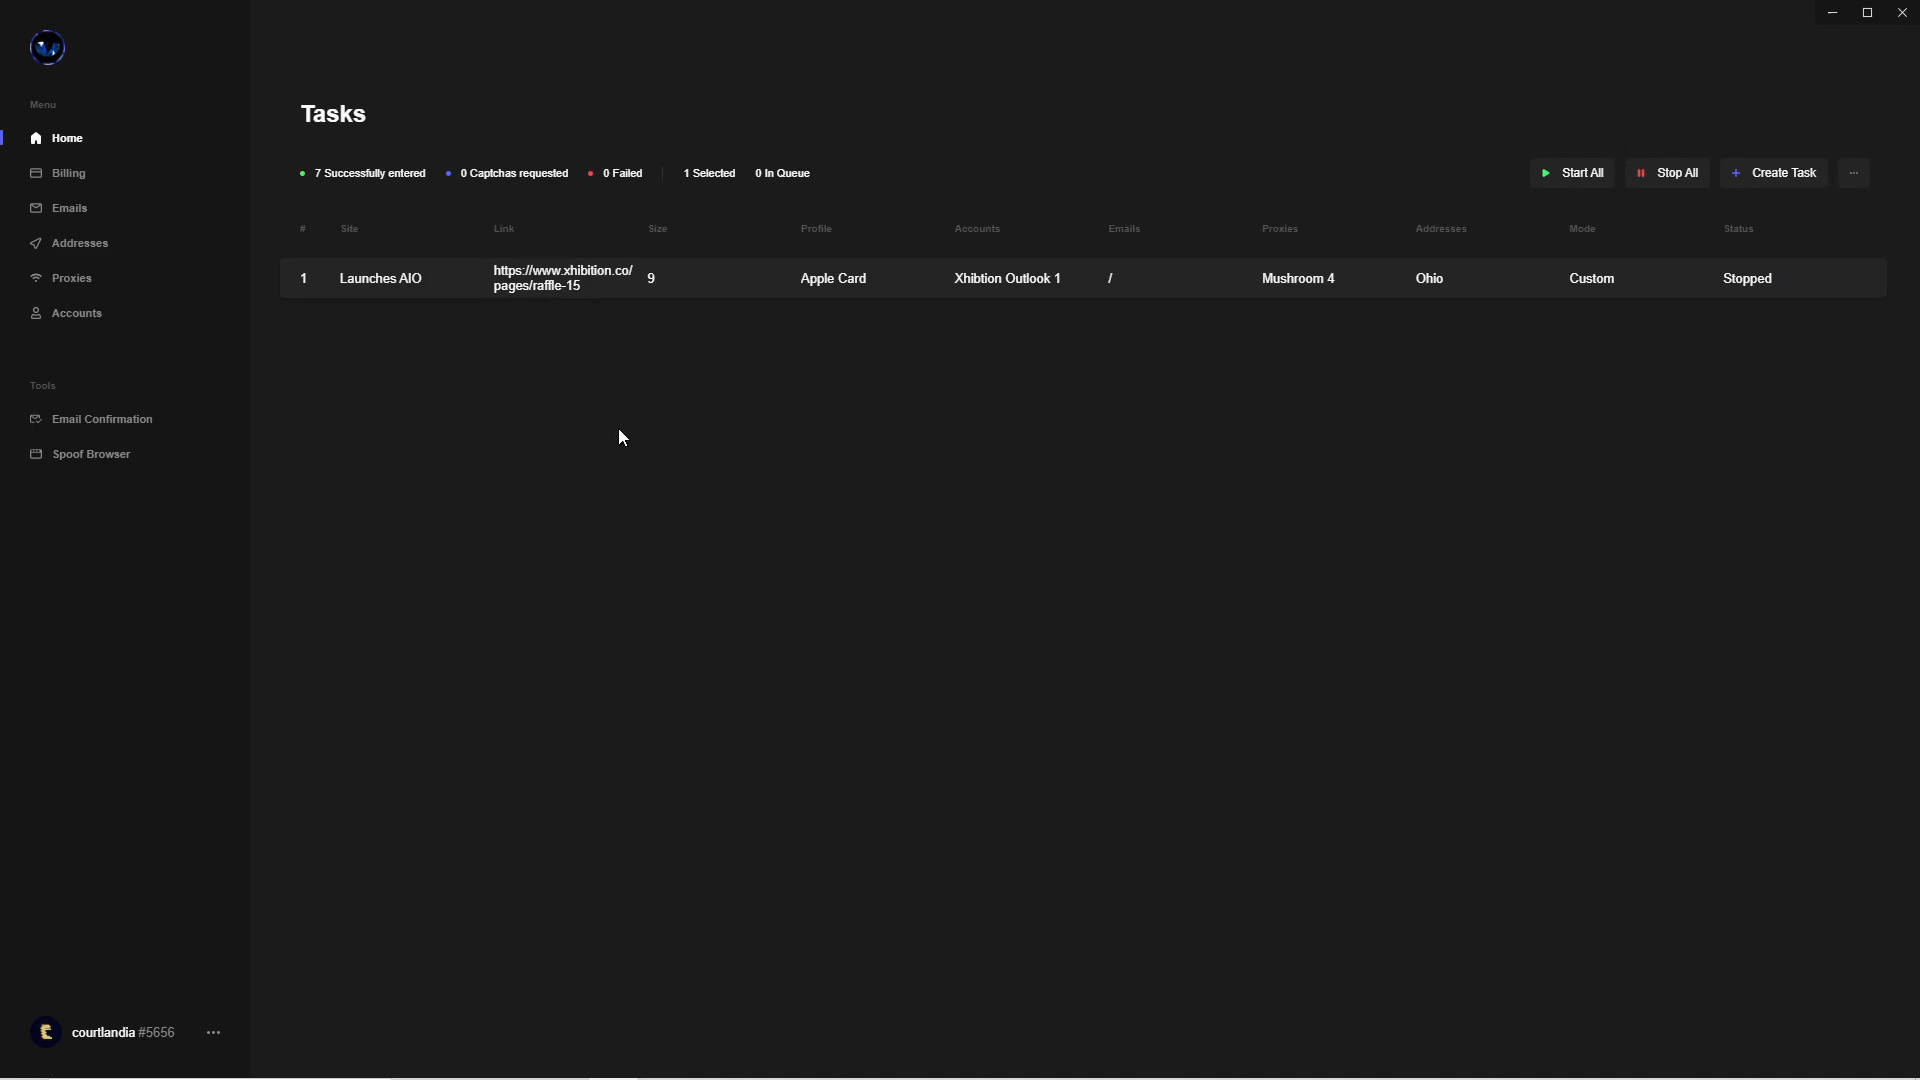 Menu
Home
Billing
Emails
Addresses
Proxies
Accounts
Tools
Email Confirmation
Spoof Browser
courtlandia #5656
Tasks
7 Successfully entered 0 Captchas requested 0 Failed 1 Selected 0 In Queue
Start All Stop All Create Task
# Site Link Size Profile Accounts Emails Proxies Addresses Mode Status
1 Launches AIO https://www.xhibition.co/ 9 Apple Card Xhibtion Outlook 1 / Mushroom 4 Ohio Custom Stopped
pages/raffle-15